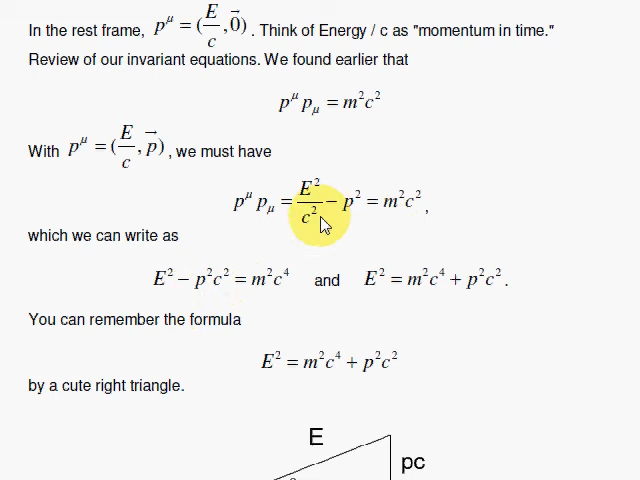 In the rest frame, p^μ = (E/c, 0⃗) . Think of Energy / c as "momentum in time."
Review of our invariant equations. We found earlier that
p^μ p_μ = m²c²
With p^μ = (E/c, p⃗) , we must have
p^μ p_μ = E²/c² − p² = m²c² ,
which we can write as
E² − p²c² = m²c⁴ and E² = m²c⁴ + p²c² .
You can remember the formula
E² = m²c⁴ + p²c²
by a cute right triangle.
E
pc